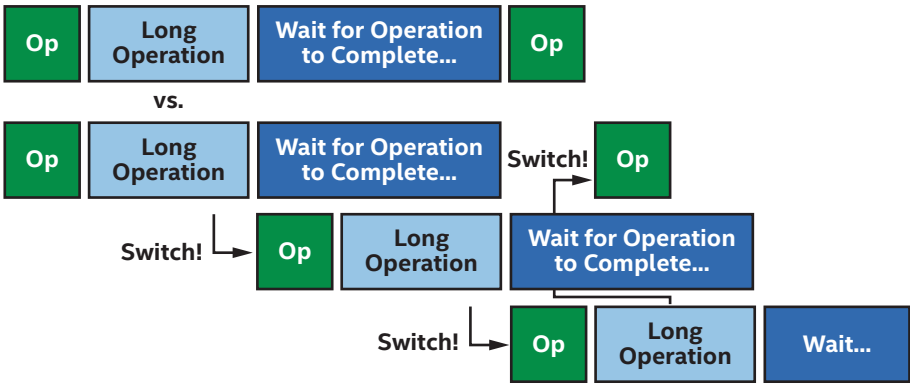 Op
Long
Operation
Wait for Operation
to Complete...
Op
vs.
Op
Long
Operation
Wait for Operation
to Complete...
Switch!
Op
Switch!
Op
Long
Operation
Wait for Operation
to Complete...
Switch!
Op
Long
Operation
Wait...